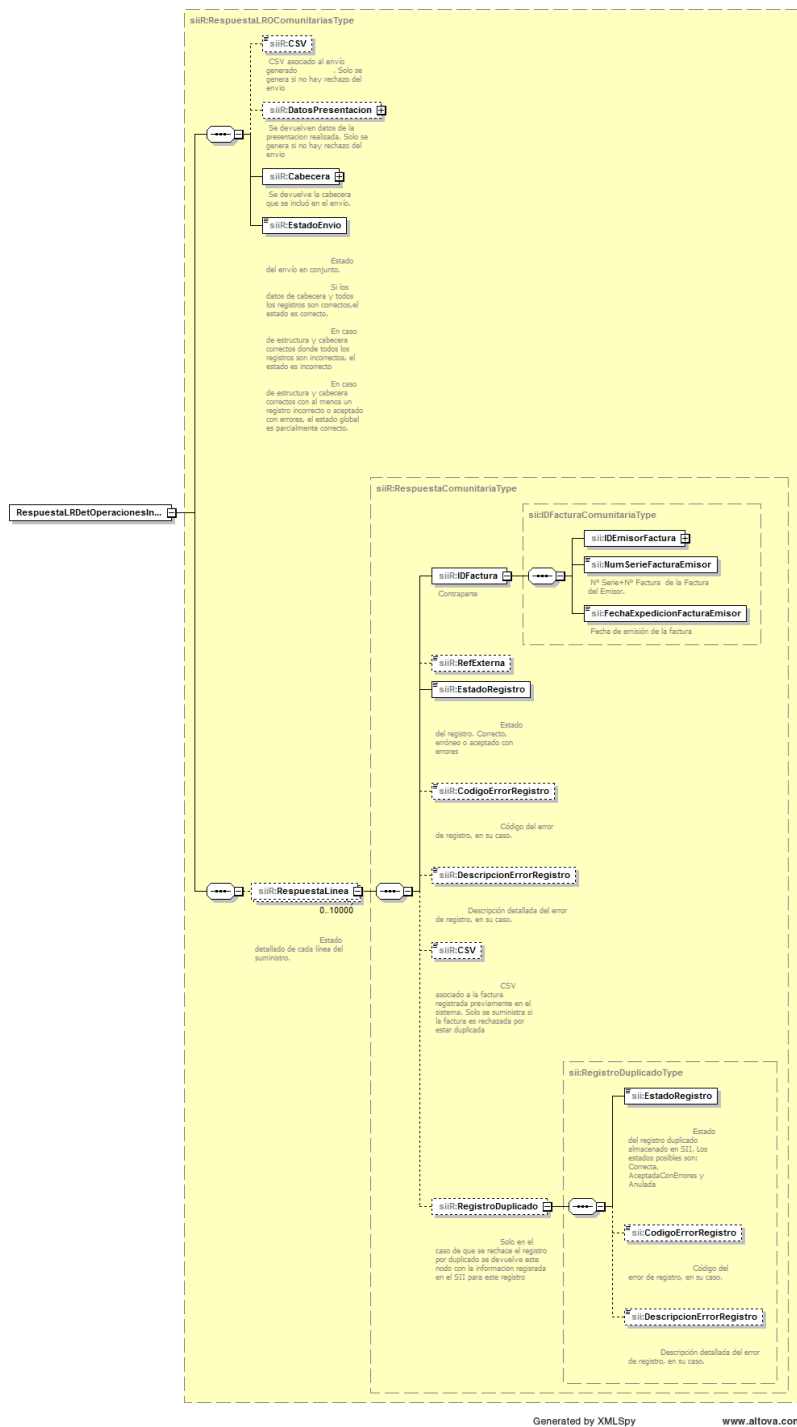 siiR:RespuestaLROComunitariasType
siiR:CSV
CSV asociado al envío
generado . Solo se
genera si no hay rechazo del
envio
siiR:DatosPresentacion
Se devuelven datos de la
presentacion realizada. Solo se
genera si no hay rechazo del
envio
siiR:Cabecera
Se devuelve la cabecera
que se incluó en el envío.
siiR:EstadoEnvio
Estado
del envío en conjunto.
Si los
datos de cabecera y todos
los registros son correctos,el
estado es correcto.
En caso
de estructura y cabecera
correctos donde todos los
registros son incorrectos, el
estado es incorrecto
En caso
de estructura y cabecera
correctos con al menos un
registro incorrecto o aceptado
con errores, el estado global
es parcialmente correcto.
RespuestaLRDetOperacionesIn...
siiR:RespuestaComunitariaType
sii:IDFacturaComunitariaType
sii:IDEmisorFactura
sii:NumSerieFacturaEmisor
Nº Serie+Nº Factura de la Factura
del Emisor.
sii:FechaExpedicionFacturaEmisor
Fecha de emisión de la factura
siiR:IDFactura
Contraparte
siiR:RefExterna
siiR:EstadoRegistro
Estado
del registro. Correcto,
erróneo o aceptado con
errores
siiR:CodigoErrorRegistro
Código del error
de registro, en su caso.
siiR:DescripcionErrorRegistro
Descripción detallada del error
de registro, en su caso.
siiR:RespuestaLinea
0..10000
Estado
detallado de cada línea del
suministro.
siiR:CSV
CSV
asociado a la factura
registrada previamente en el
sistema. Solo se suministra si
la factura es rechazada por
estar duplicada
sii:RegistroDuplicadoType
sii:EstadoRegistro
Estado
del registro duplicado
almacenado en SII. Los
estados posibles son:
Correcta,
AceptadaConErrores y
Anulada
siiR:RegistroDuplicado
Solo en el
caso de que se rechace el registro
por duplicado se devuelve este
nodo con la informacion regisrada
en el SII para este registro
sii:CodigoErrorRegistro
Código del
error de registro, en su caso.
sii:DescripcionErrorRegistro
Descripción detallada del error
de registro, en su caso.
Generated by XMLSpy
www.altova.com